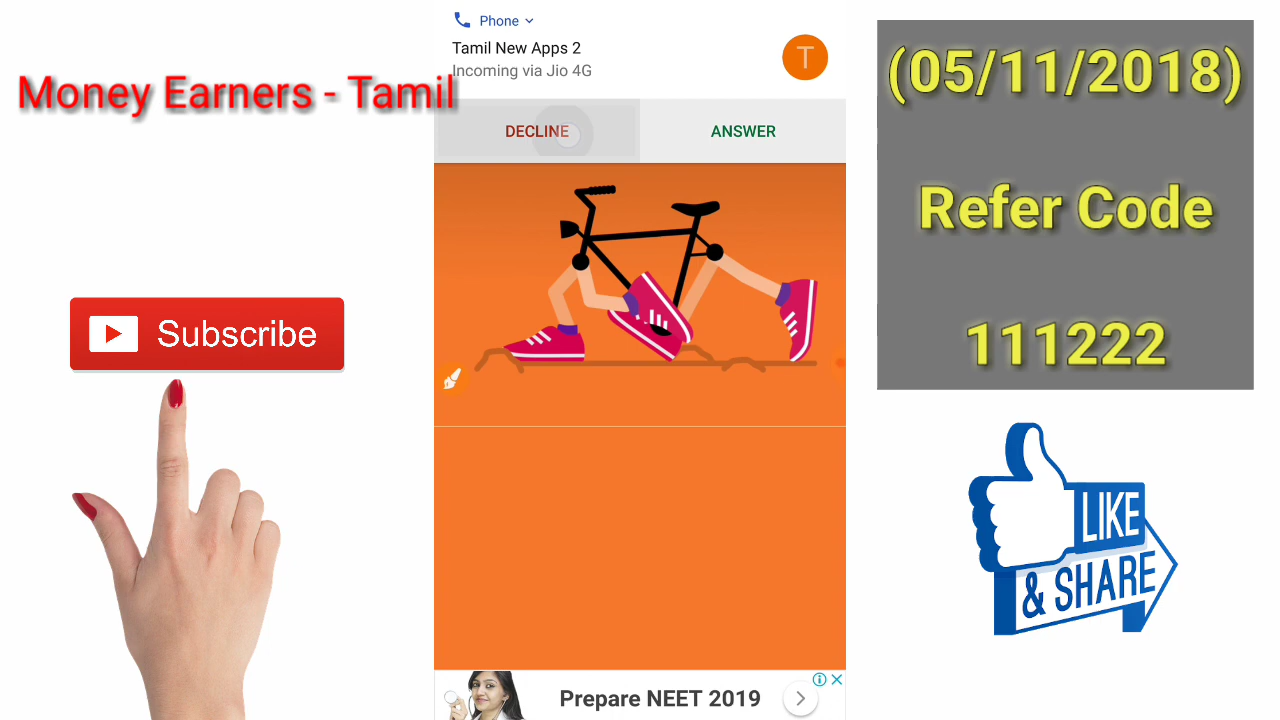 Money Earners - Tamil
Subscribe
Phone
Tamil New Apps 2
Incoming via Jio 4G
T
DECLINE
ANSWER
Prepare NEET 2019
(05/11/2018)
Refer Code
111222
LIKE
& SHARE